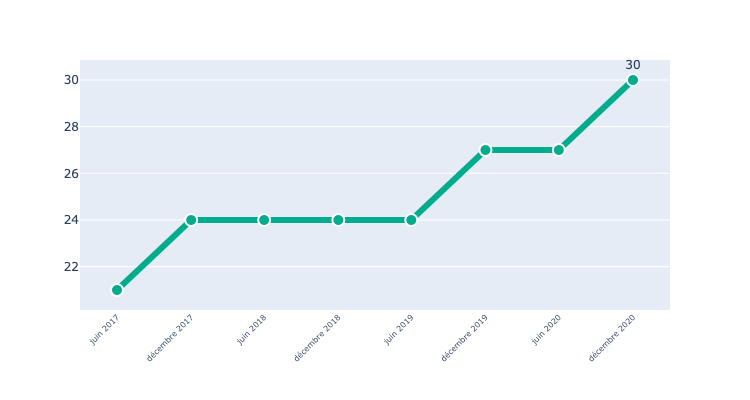 30
30
28
26
24
22
juin 2017
décembre 2017
juin 2018
décembre 2018
juin 2019
décembre 2019
juin 2020
décembre 2020